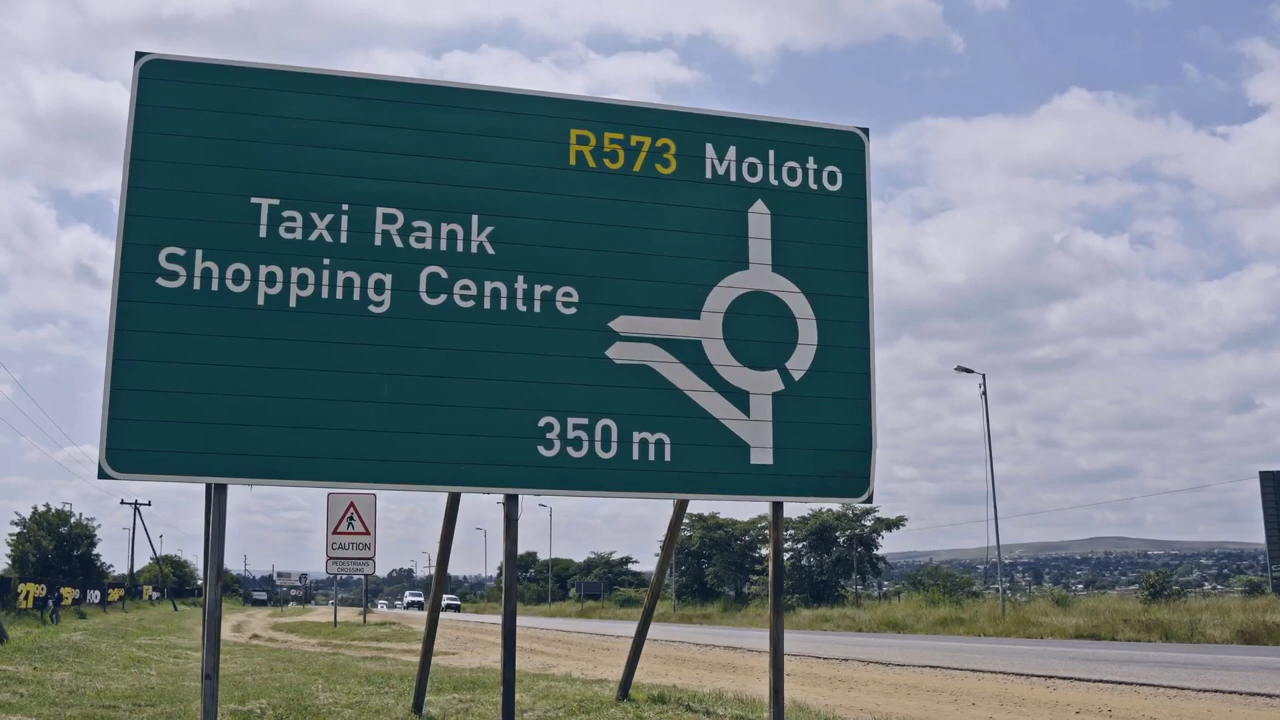 R573 Moloto
Taxi Rank
Shopping Centre
350 m
CAUTION
PEDESTRIANS
CROSSING